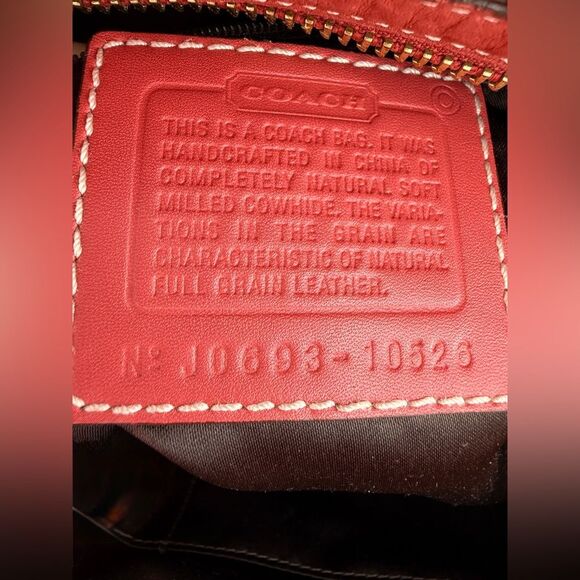 COACH
THIS IS A COACH BAG. IT WAS
HANDCRAFTED IN CHINA OF
COMPLETELY NATURAL SOFT
MILLED COWHIDE. THE VARIA-
TIONS IN THE GRAIN ARE
CHARACTERISTIC OF NATURAL
FULL GRAIN LEATHER.
Nº J0693-10526